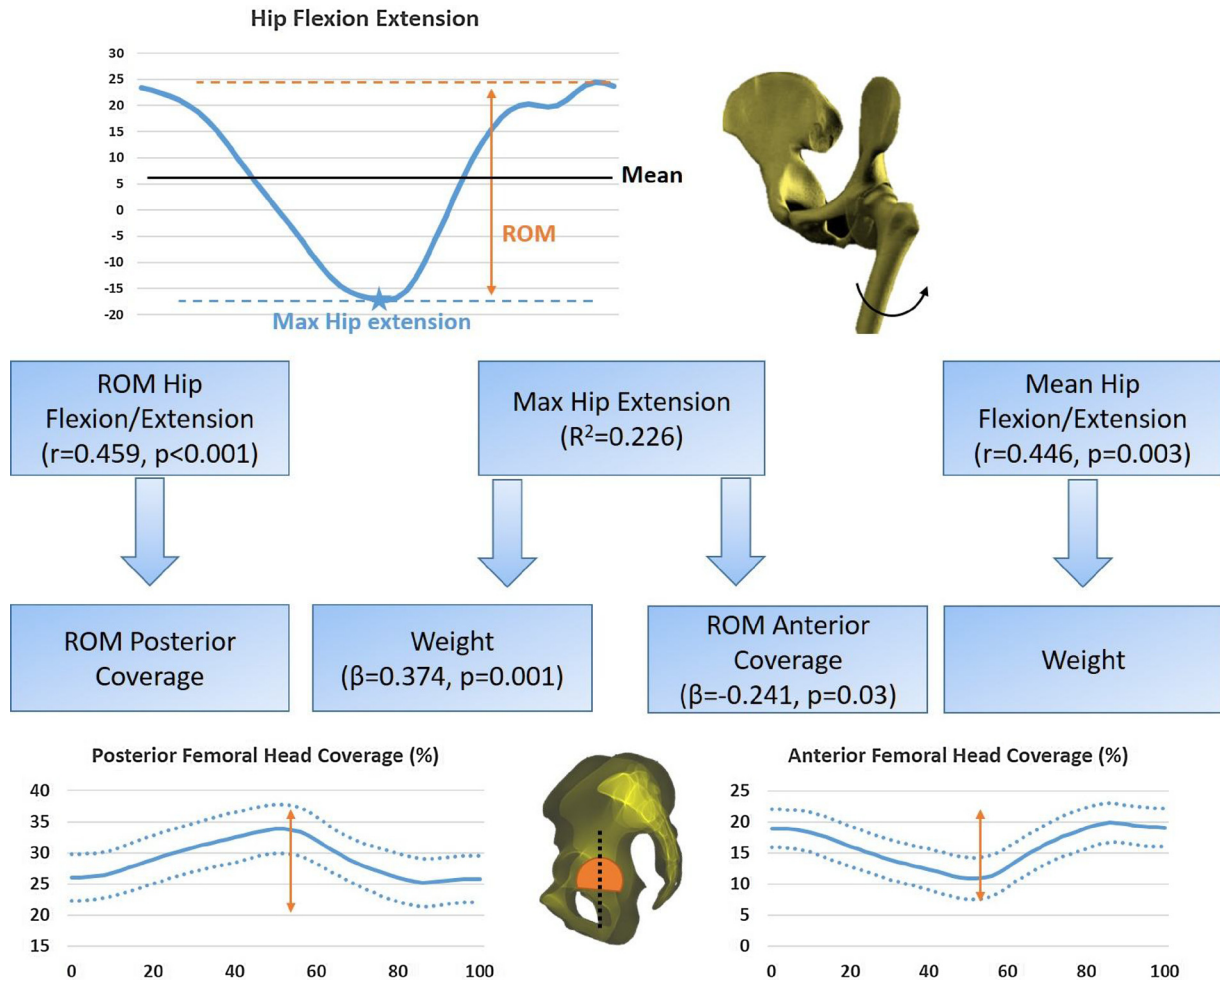 Hip Flexion Extension
30
25
20
15
10
5
0
-5
-10
-15
-20
Mean
ROM
Max Hip extension
ROM Hip
Flexion/Extension
(r=0.459, p<0.001)
Max Hip Extension
(R²=0.226)
Mean Hip
Flexion/Extension
(r=0.446, p=0.003)
ROM Posterior
Coverage
Weight
(β=0.374, p=0.001)
ROM Anterior
Coverage
(β=-0.241, p=0.03)
Weight
Posterior Femoral Head Coverage (%)
40
35
30
25
20
15
0 20 40 60 80 100
Anterior Femoral Head Coverage (%)
25
20
15
10
5
0
0 20 40 60 80 100